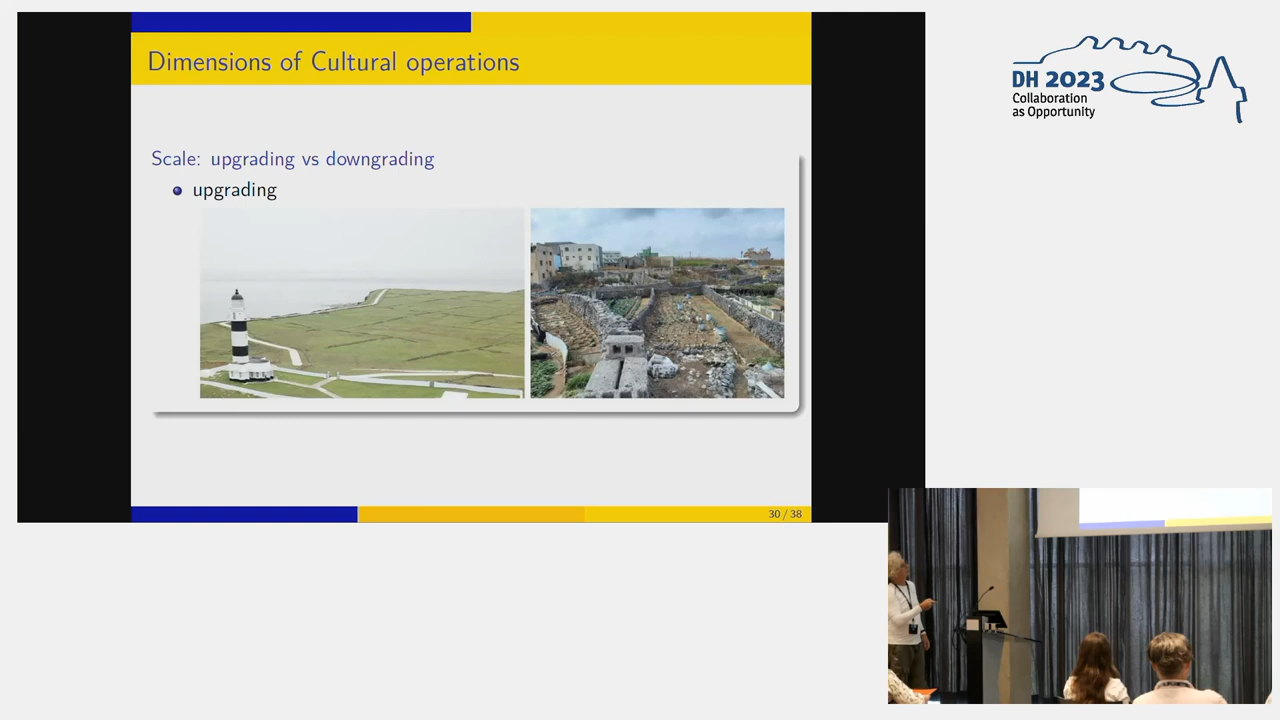 Dimensions of Cultural operations
Scale: upgrading vs downgrading
upgrading
30 / 38
DH 2023
Collaboration
as Opportunity